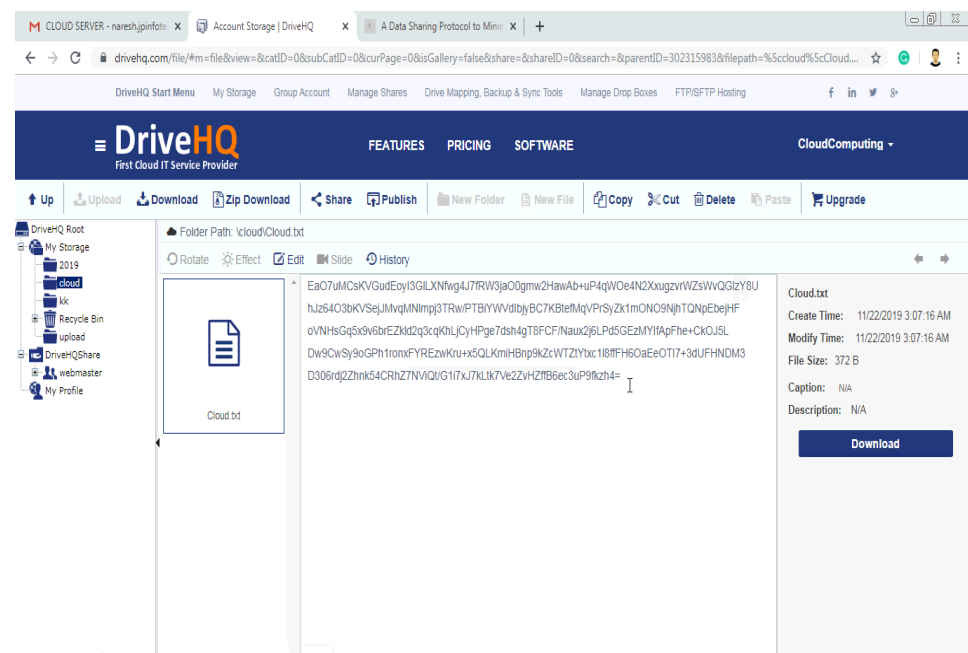 CLOUD SERVER - naresh.jpinfote
Account Storage | DriveHQ
A Data Sharing Protocol to Minim
drivehq.com/file/#m=file&view=&catID=0&subCatID=0&curPage=0&isGallery=false&share=&shareID=0&search=&parentID=302315983&filepath=%5ccloud%5cCloud....
DriveHQ Start Menu My Storage Group Account Manage Shares Drive Mapping, Backup & Sync Tools Manage Drop Boxes FTP/SFTP Hosting
DriveHQ
First Cloud IT Service Provider
FEATURES PRICING SOFTWARE
CloudComputing
Up Upload Download Zip Download Share Publish New Folder New File Copy Cut Delete Paste Upgrade
DriveHQ Root
My Storage
2019
cloud
kk
Recycle Bin
upload
DriveHQShare
webmaster
My Profile
Folder Path: \cloud\Cloud.txt
Rotate Effect Edit Slide History
Cloud.txt
EaO7uMCsKVGudEoyI3GILXNfwg4J7fRW3jaO0gmw2HawAb+uP4qWOe4N2XxugzvrWZsWvQGlzY8U
hJz64O3bKVSejJMvqMNlmpj3TRw/PTBIYWVdIbjyBC7KBtefMqVPrSyZk1mONO9NjhTQNpEbejHF
oVNHsGq5x9v6brEZkld2q3cqKhLjCyHPge7dsh4gT8FCF/Naux2j6LPd5GEzMYlfApFhe+CkOJ5L
Dw9CwSy9oGPh1ronxFYREzwKru+x5QLKmiHBnp9kZcWTZtYtxc1I8ffFH6OaEeOTI7+3dUFHNDM3
D306rdj2Zhnk54CRhZ7NViQt/G1i7xJ7kLtk7Ve2ZvHZffB6ec3uP9fkzh4=
Cloud.txt
Create Time: 11/22/2019 3:07:16 AM
Modify Time: 11/22/2019 3:07:16 AM
File Size: 372 B
Caption: N/A
Description: N/A
Download